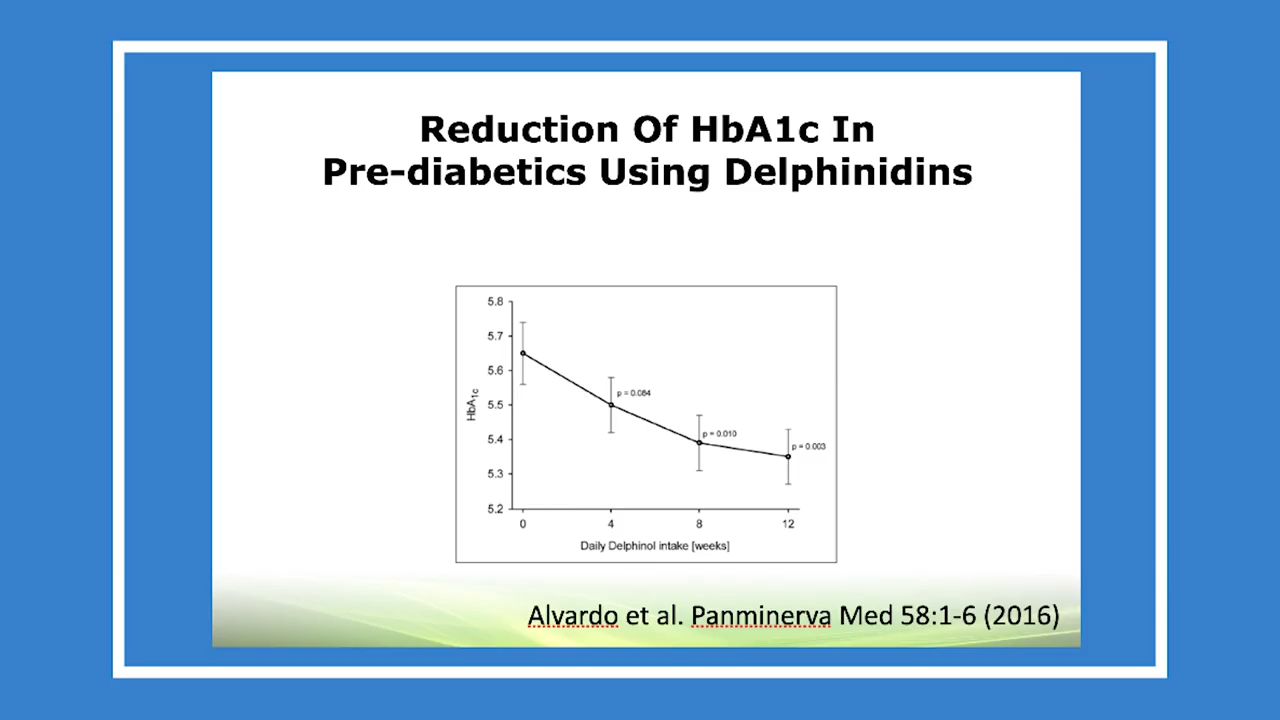 Reduction Of HbA1c In
Pre-diabetics Using Delphinidins
5.8
5.7
5.6
5.5
5.4
5.3
5.2
HbA1c
p = 0.084
p = 0.010
p = 0.003
0 4 8 12
Daily Delphinol intake [weeks]
Alvardo et al. Panminerva Med 58:1-6 (2016)